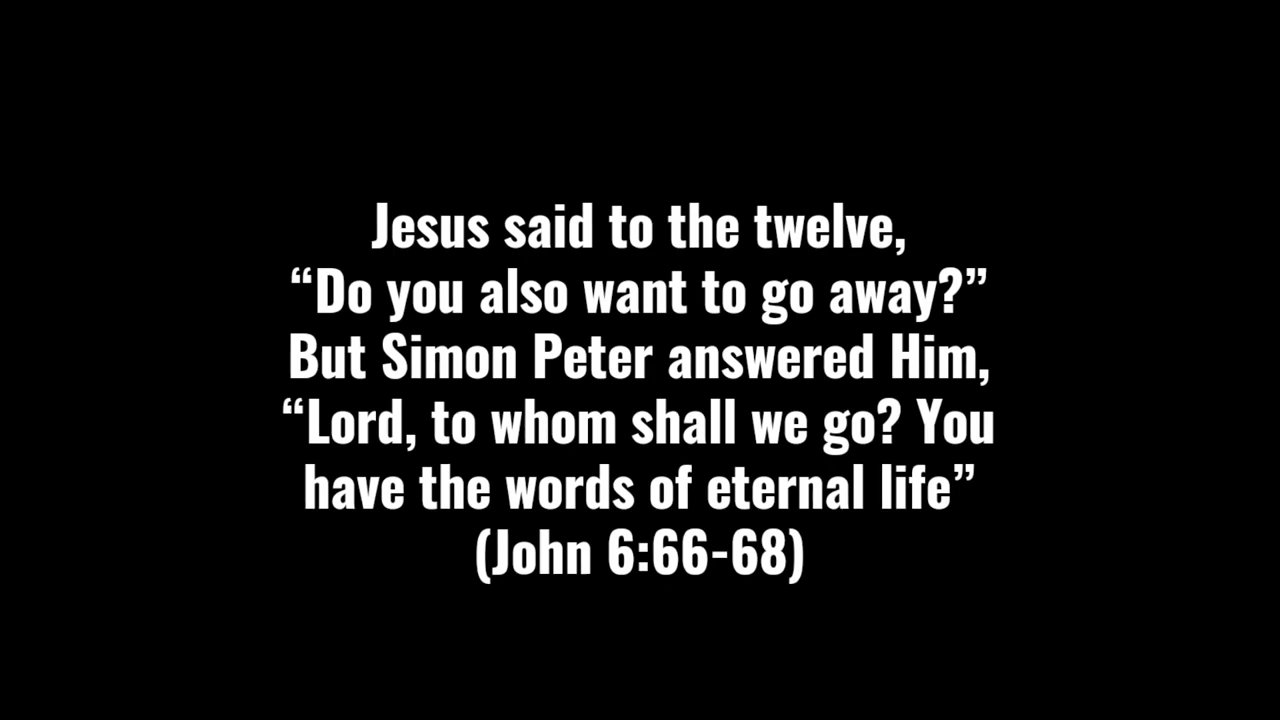 Jesus said to the twelve,
“Do you also want to go away?”
But Simon Peter answered Him,
“Lord, to whom shall we go? You
have the words of eternal life”
(John 6:66-68)